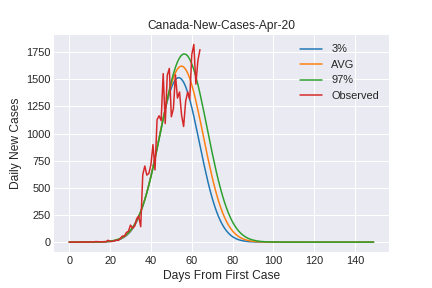 Canada-New-Cases-Apr-20
Daily New Cases
1750
1500
1250
1000
750
500
250
0
3%
AVG
97%
Observed
0 20 40 60 80 100 120 140
Days From First Case